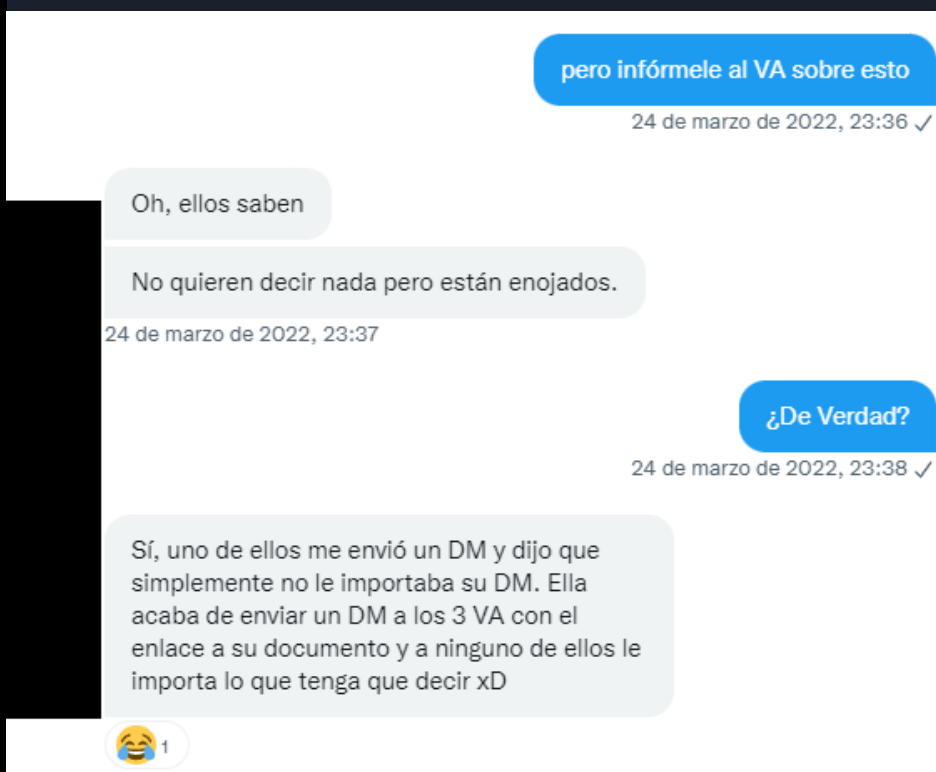 pero infórmele al VA sobre esto
24 de marzo de 2022, 23:36 ✓
Oh, ellos saben
No quieren decir nada pero están enojados.
24 de marzo de 2022, 23:37
¿De Verdad?
24 de marzo de 2022, 23:38 ✓
Sí, uno de ellos me envió un DM y dijo que
simplemente no le importaba su DM. Ella
acaba de enviar un DM a los 3 VA con el
enlace a su documento y a ninguno de ellos le
importa lo que tenga que decir xD
😂 1